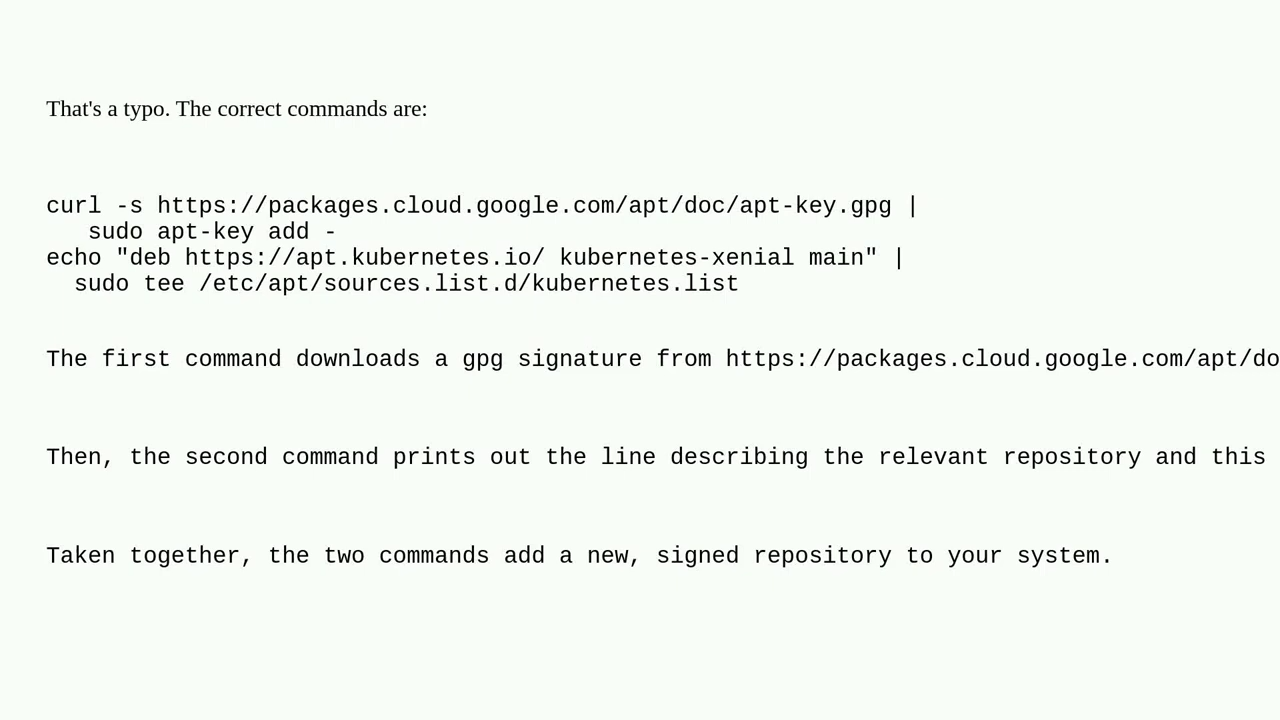 That's a typo. The correct commands are:
curl -s https://packages.cloud.google.com/apt/doc/apt-key.gpg |
   sudo apt-key add -
echo "deb https://apt.kubernetes.io/ kubernetes-xenial main" |
  sudo tee /etc/apt/sources.list.d/kubernetes.list
The first command downloads a gpg signature from https://packages.cloud.google.com/apt/do
Then, the second command prints out the line describing the relevant repository and this
Taken together, the two commands add a new, signed repository to your system.